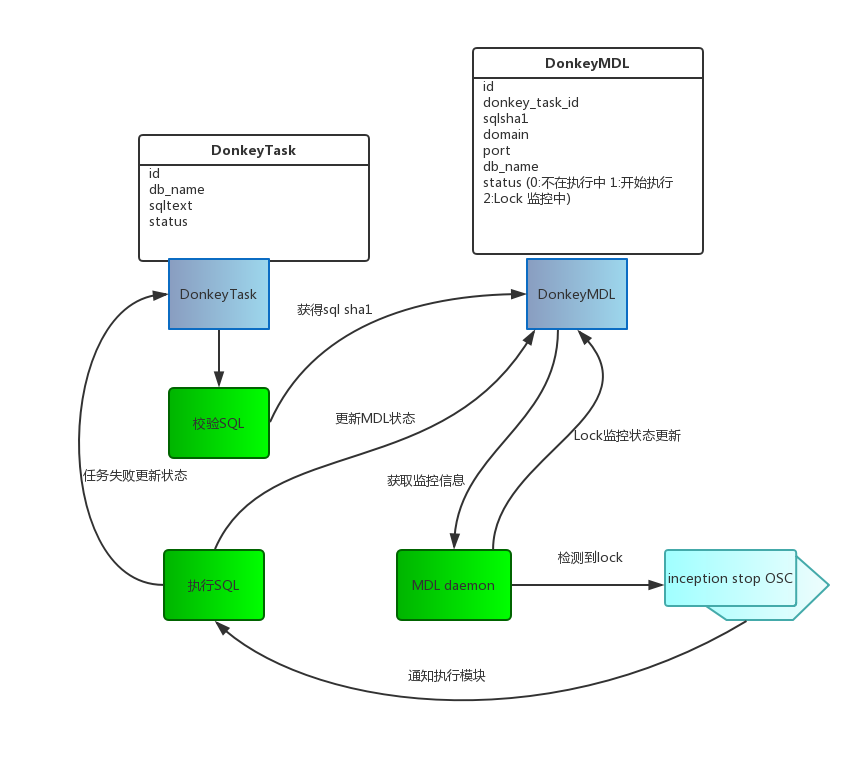 DonkeyMDL
id
donkey_task_id
sqlsha1
domain
port
db_name
status (0:不在执行中 1:开始执行
2:Lock 监控中)
DonkeyTask
id
db_name
sqltext
status
DonkeyTask
DonkeyMDL
获得sql sha1
校验SQL
更新MDL状态
Lock监控状态更新
任务失败更新状态
获取监控信息
检测到lock
执行SQL
MDL daemon
inception stop OSC
通知执行模块